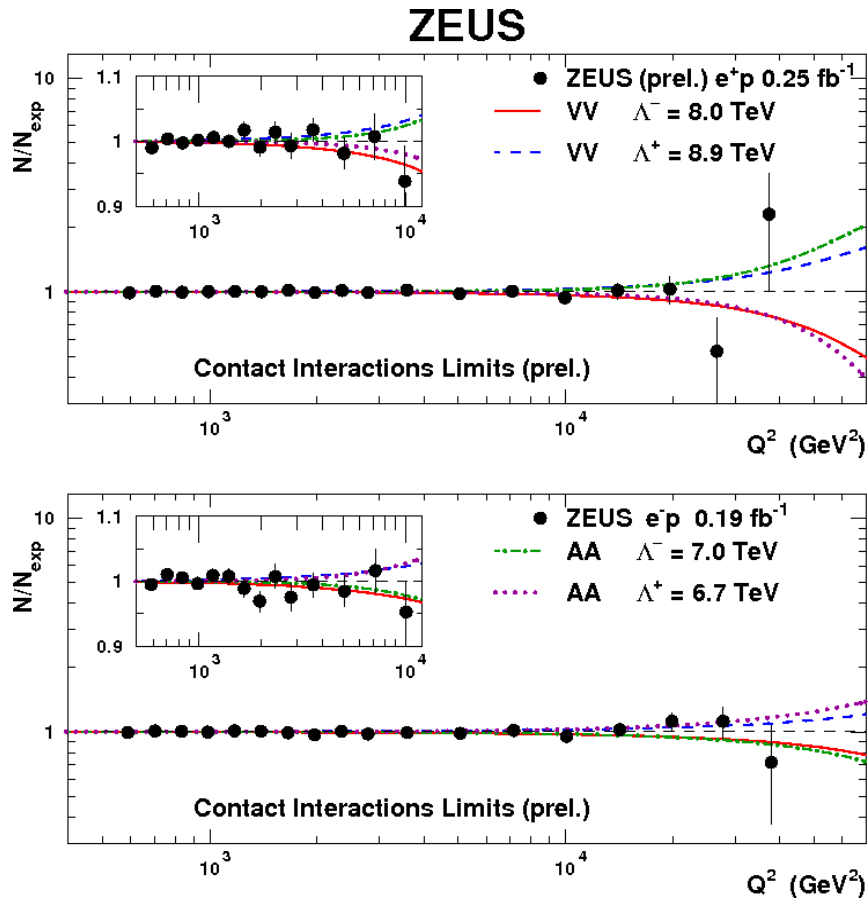 ZEUS
N/N_exp
10
1
1.1
1
0.9
10³ 10⁴
ZEUS (prel.) e⁺p 0.25 fb⁻¹
VV Λ⁻ = 8.0 TeV
VV Λ⁺ = 8.9 TeV
Contact Interactions Limits (prel.)
10³ 10⁴
Q² (GeV²)
N/N_exp
10
1
1.1
1
0.9
10³ 10⁴
ZEUS e⁻p 0.19 fb⁻¹
AA Λ⁻ = 7.0 TeV
AA Λ⁺ = 6.7 TeV
Contact Interactions Limits (prel.)
10³ 10⁴
Q² (GeV²)